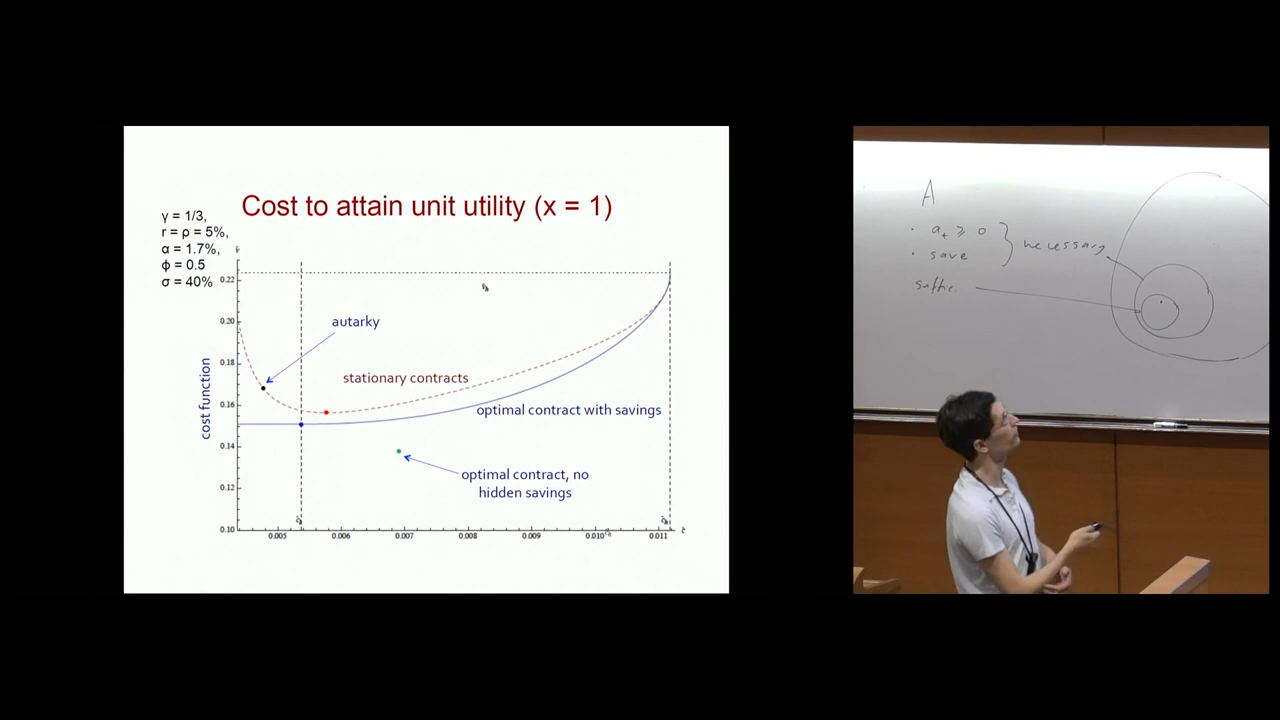 Cost to attain unit utility (x = 1)
γ = 1/3,
r = ρ = 5%,
α = 1.7%,
ϕ = 0.5
σ = 40%
0.22
0.20
0.18
0.16
0.14
0.12
0.10
cost function
autarky
stationary contracts
optimal contract with savings
optimal contract, no
hidden savings
0.005
0.006
0.007
0.008
0.009
0.010
0.011
A
· a_t ⩾ 0
· save
necessary
suffic.